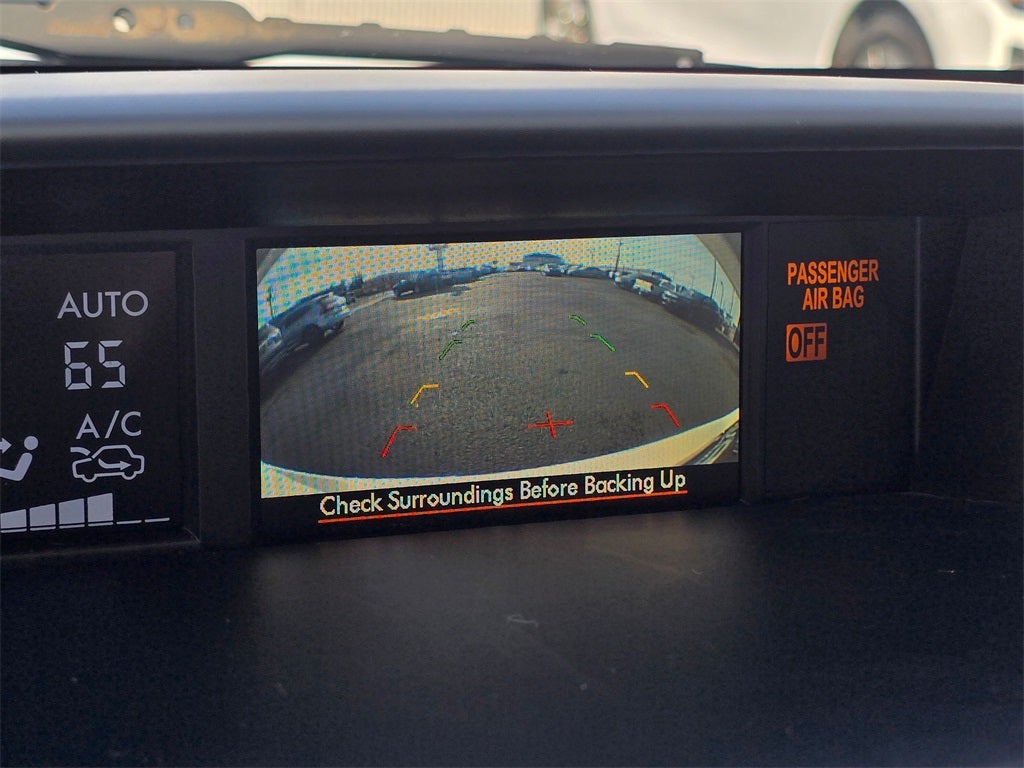 AUTO
65
A/C
Check Surroundings Before Backing Up
PASSENGER
AIR BAG
OFF